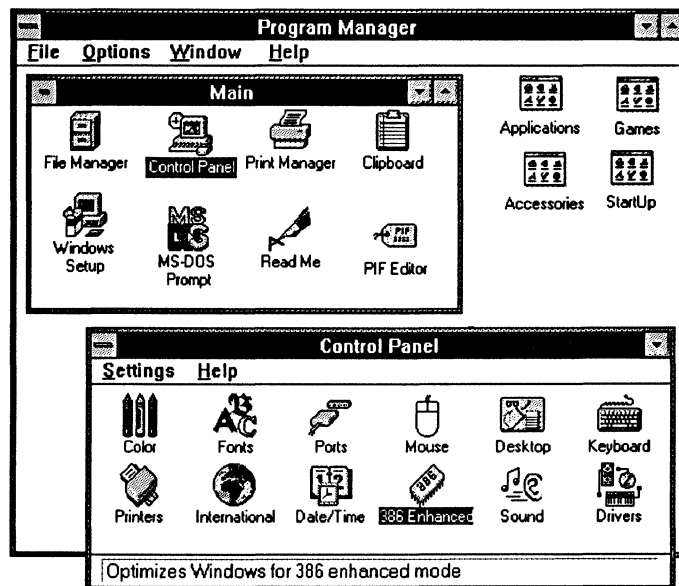 Program Manager
File Options Window Help
Main
File Manager Control Panel Print Manager Clipboard
Windows Setup MS-DOS Prompt Read Me PIF Editor
Applications Games
Accessories StartUp
Control Panel
Settings Help
Color Fonts Ports Mouse Desktop Keyboard
Printers International Date/Time 386 Enhanced Sound Drivers
Optimizes Windows for 386 enhanced mode